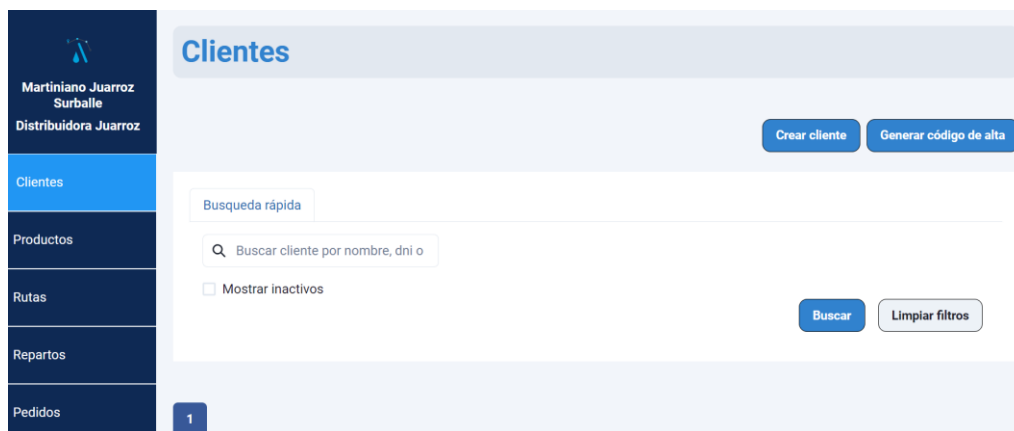 Martiniano Juarroz
Surballe
Distribuidora Juarroz
Clientes
Productos
Rutas
Repartos
Pedidos
Clientes
Crear cliente
Generar código de alta
Busqueda rápida
Buscar cliente por nombre, dni o
Mostrar inactivos
Buscar
Limpiar filtros
1